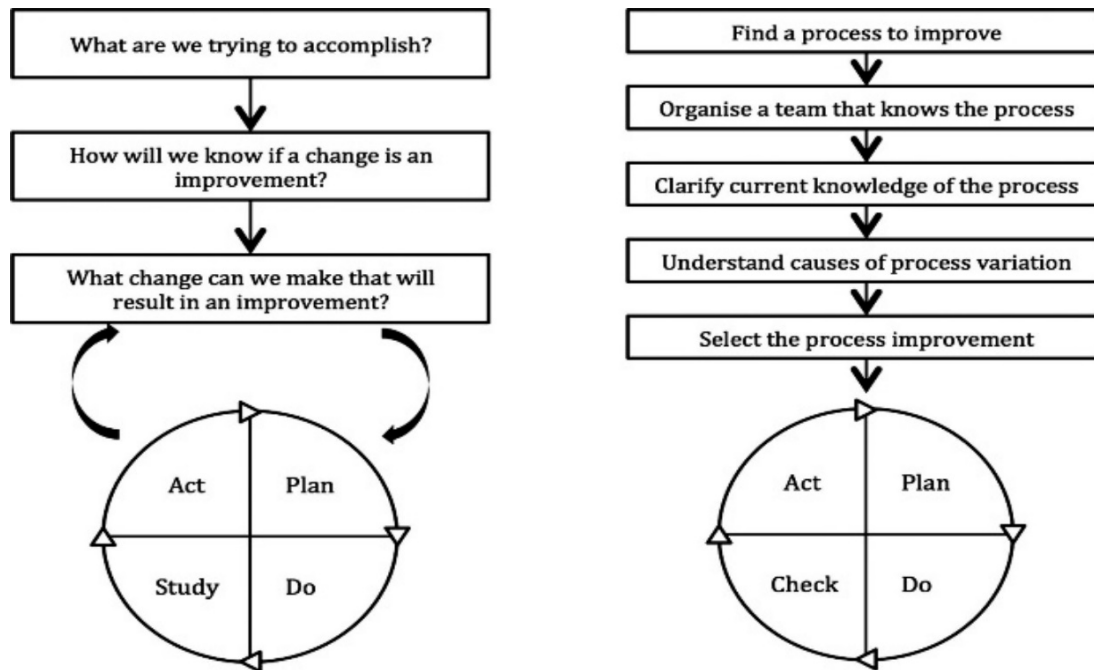 What are we trying to accomplish?
How will we know if a change is an
improvement?
What change can we make that will
result in an improvement?
Act
Plan
Study
Do
Find a process to improve
Organise a team that knows the process
Clarify current knowledge of the process
Understand causes of process variation
Select the process improvement
Act
Plan
Check
Do